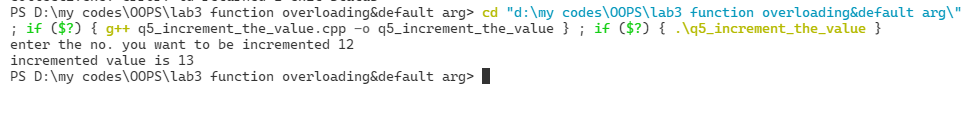 PS D:\my codes\OOPS\lab3 function overloading&default arg> cd "d:\my codes\OOPS\lab3 function overloading&default arg\"
; if ($?) { g++ q5_increment_the_value.cpp -o q5_increment_the_value } ; if ($?) { .\q5_increment_the_value }
enter the no. you want to be incremented 12
incremented value is 13
PS D:\my codes\OOPS\lab3 function overloading&default arg>